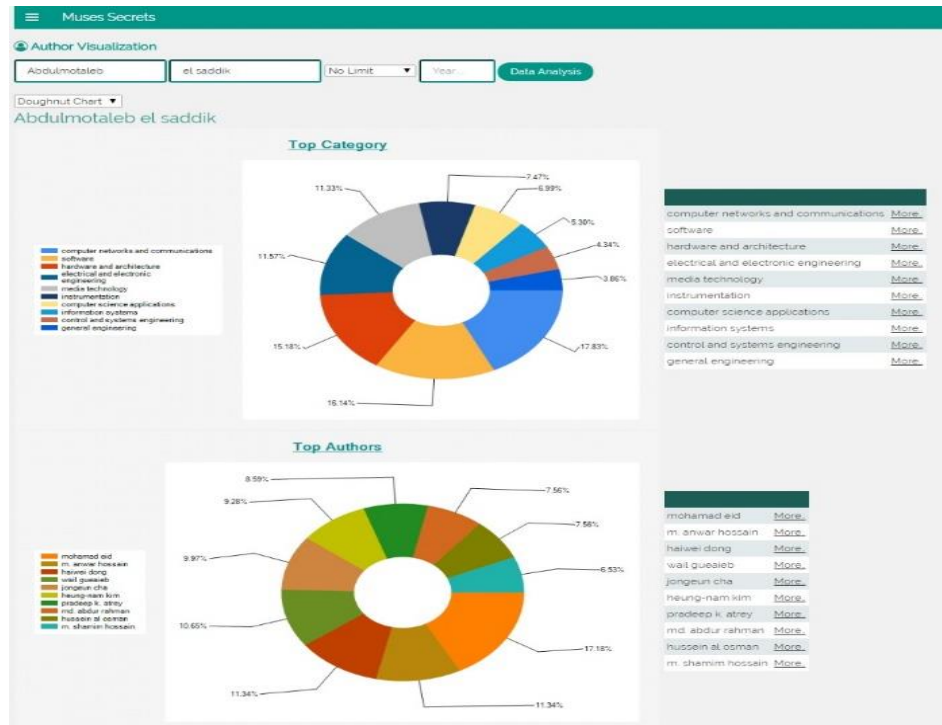 Muses Secrets
Author Visualization
Abdulmotaleb
el saddik
No Limit ▼
Year...
Data Analysis
Doughnut Chart ▼
Abdulmotaleb el saddik
Top Category
computer networks and communications
software
hardware and architecture
electrical and electronic
engineering
media technology
instrumentation
computer science applications
information systems
control and systems engineering
general engineering
7.47%
6.99%
5.30%
4.34%
3.86%
17.83%
16.14%
15.18%
11.57%
11.33%
computer networks and communications More..
software More..
hardware and architecture More..
electrical and electronic engineering More..
media technology More..
instrumentation More..
computer science applications More..
information systems More..
control and systems engineering More..
general engineering More..
Top Authors
mohamad eid
m. anwar hossain
haiwei dong
wail gueaieb
jongeun cha
heung-nam kim
pradeep k. atrey
md. abdur rahman
hussein al osman
m. shamim hossain
8.59%
7.56%
7.56%
6.53%
17.18%
11.34%
11.34%
10.65%
9.97%
9.28%
mohamad eid More..
m. anwar hossain More..
haiwei dong More..
wail gueaieb More..
jongeun cha More..
heung-nam kim More..
pradeep k. atrey More..
md. abdur rahman More..
hussein al osman More..
m. shamim hossain More..